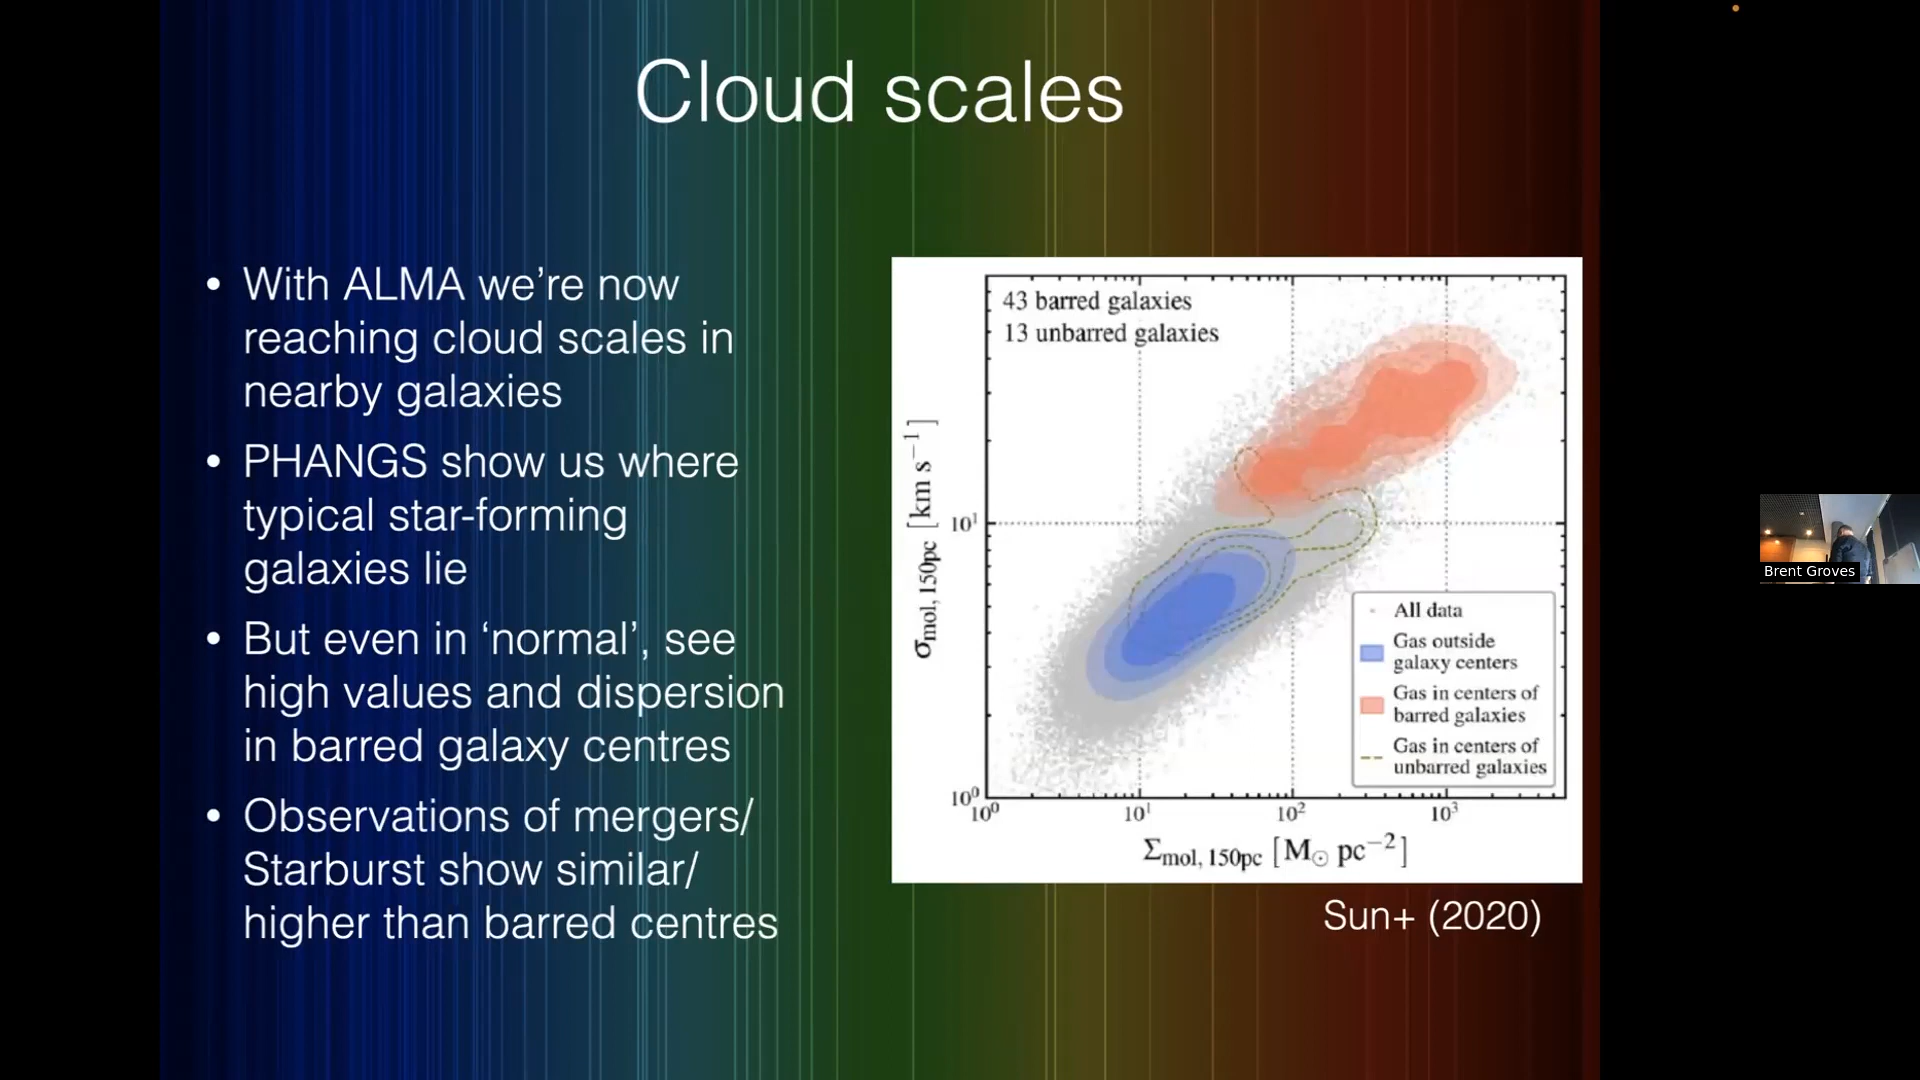 Cloud scales
• With ALMA we’re now
reaching cloud scales in
nearby galaxies
• PHANGS show us where
typical star-forming
galaxies lie
• But even in ‘normal’, see
high values and dispersion
in barred galaxy centres
• Observations of mergers/
Starburst show similar/
higher than barred centres
43 barred galaxies
13 unbarred galaxies
σmol, 150pc [km s⁻¹]
10¹
10⁰
All data
Gas outside
galaxy centers
Gas in centers of
barred galaxies
Gas in centers of
unbarred galaxies
10⁰ 10¹ 10² 10³
Σmol, 150pc [M⊙ pc⁻²]
Sun+ (2020)
Brent Groves